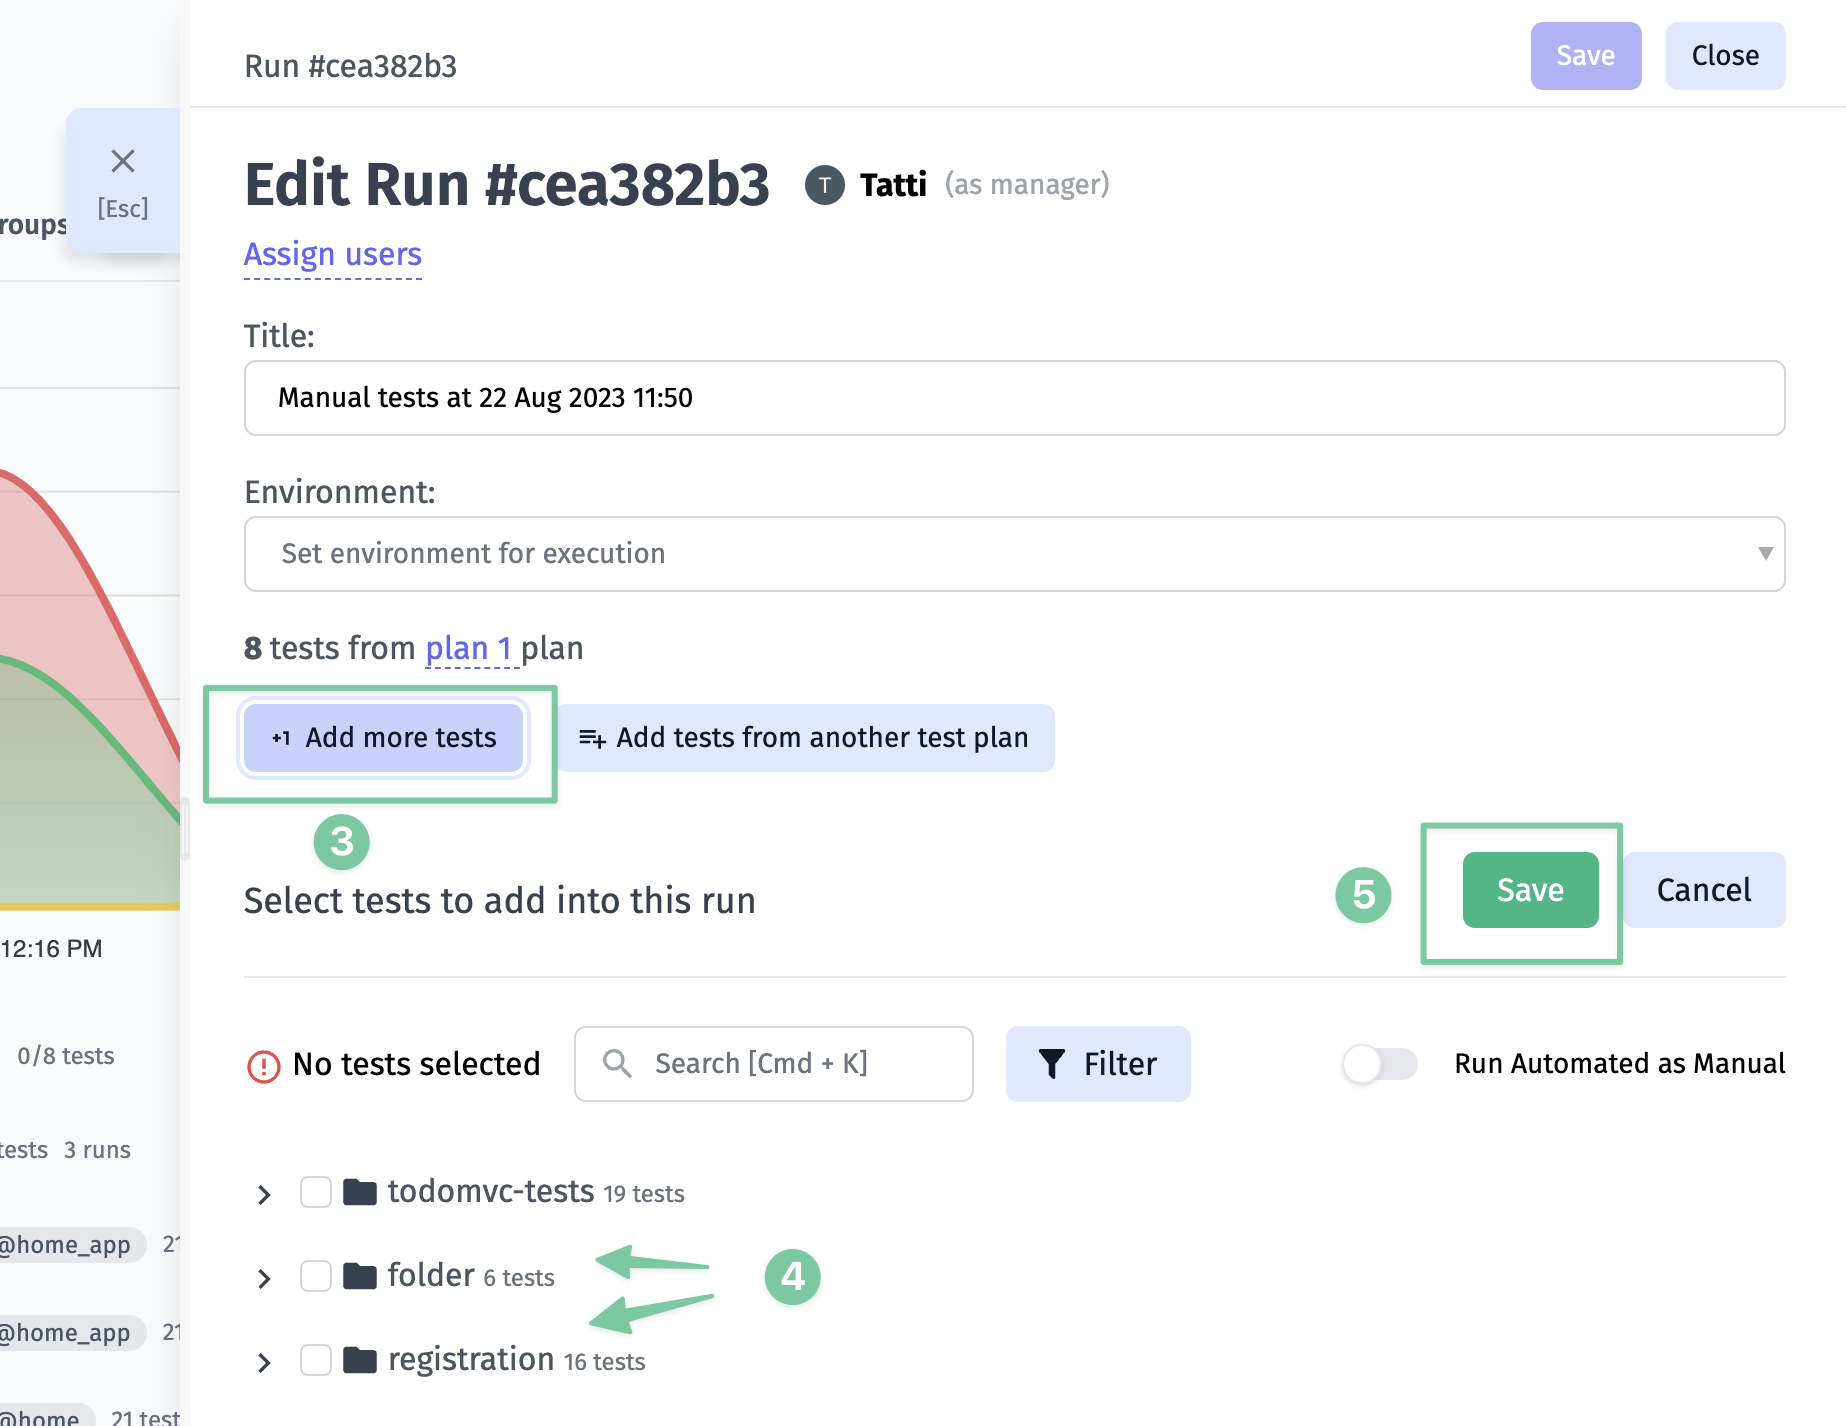 Run #cea382b3
Save
Close
[Esc]
roups
Edit Run #cea382b3
T
Tatti (as manager)
Assign users
Title:
Manual tests at 22 Aug 2023 11:50
Environment:
Set environment for execution
8 tests from plan 1 plan
+1 Add more tests
Add tests from another test plan
3
Select tests to add into this run
5
Save
Cancel
12:16 PM
0/8 tests
No tests selected
Search [Cmd + K]
Filter
Run Automated as Manual
tests 3 runs
todomvc-tests 19 tests
@home_app 21
folder 6 tests
4
@home_app 21
registration 16 tests
@home 21 test